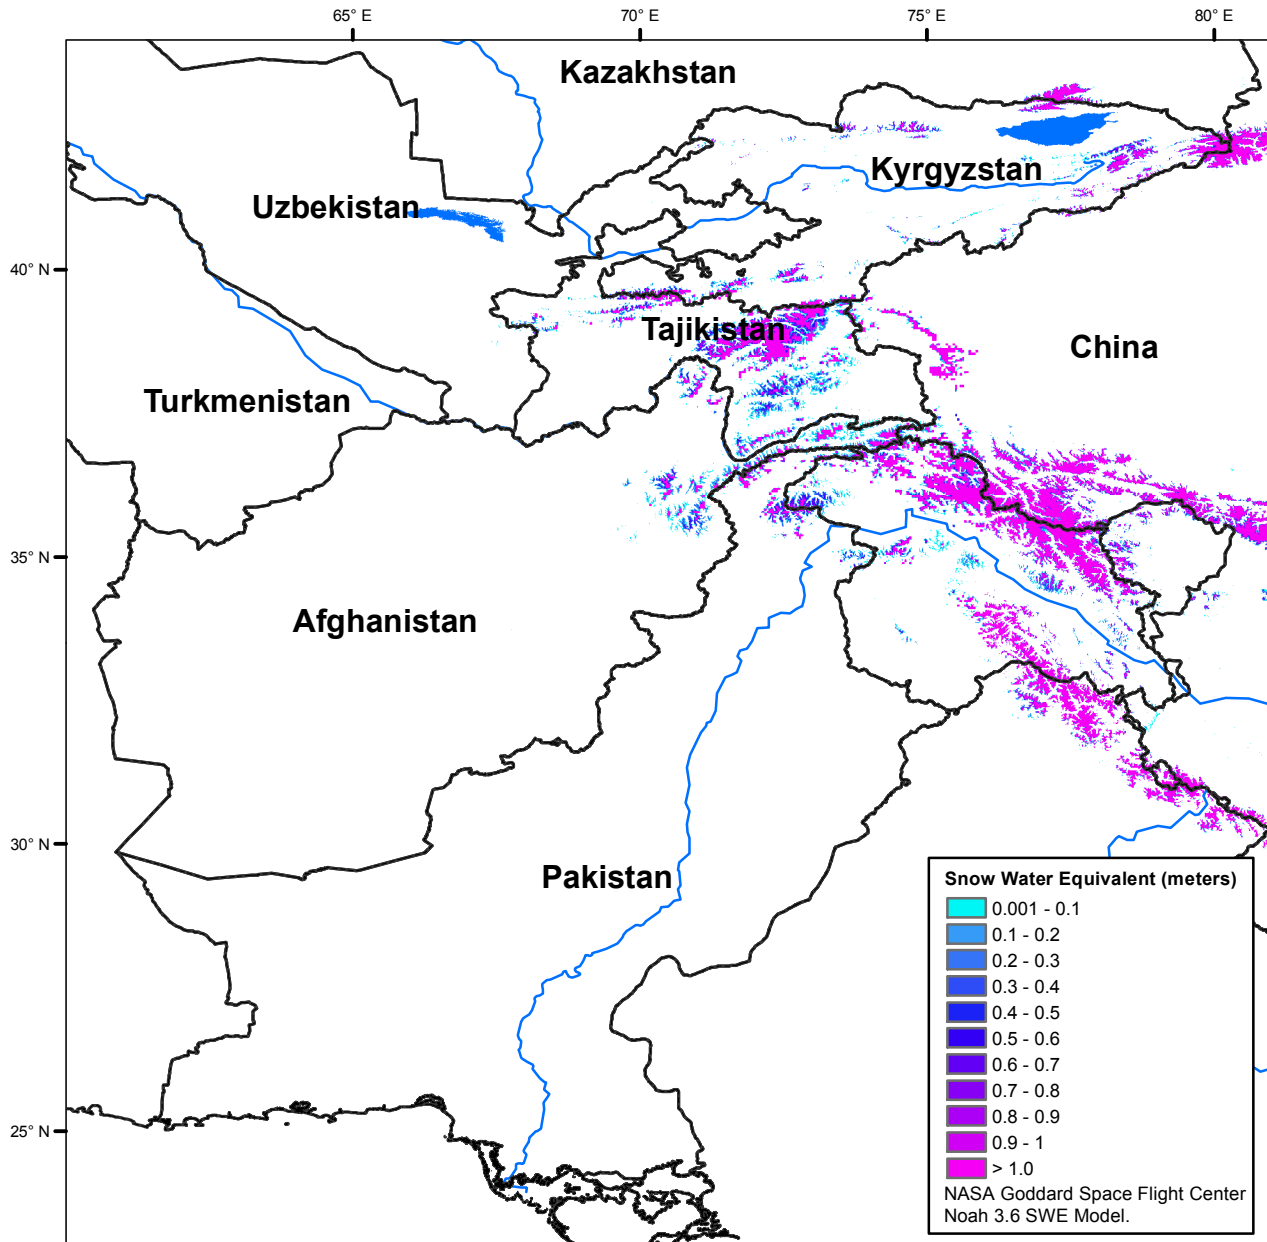 65° E
70° E
75° E
80° E
Kazakhstan
Kyrgyzstan
Uzbekistan
40° N
Tajikistan
China
Turkmenistan
35° N
Afghanistan
30° N
Pakistan
25° N
Snow Water Equivalent (meters)
0.001 - 0.1
0.1 - 0.2
0.2 - 0.3
0.3 - 0.4
0.4 - 0.5
0.5 - 0.6
0.6 - 0.7
0.7 - 0.8
0.8 - 0.9
0.9 - 1
> 1.0
NASA Goddard Space Flight Center
Noah 3.6 SWE Model.